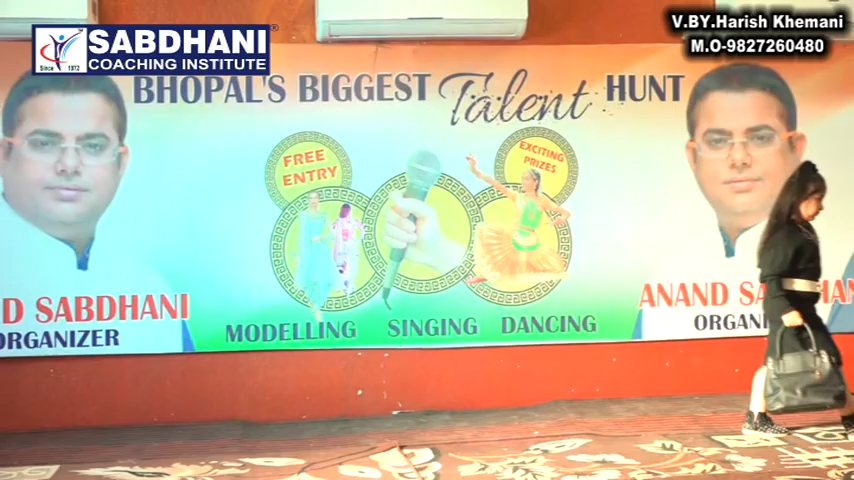 SABDHANI
COACHING INSTITUTE
Since 1972
V.BY.Harish Khemani
M.O-9827260480
BHOPAL'S BIGGEST Talent HUNT
FREE
ENTRY
EXCITING
PRIZES
D SABDHANI
ORGANIZER
MODELLING SINGING DANCING
ANAND SA
ORGAN